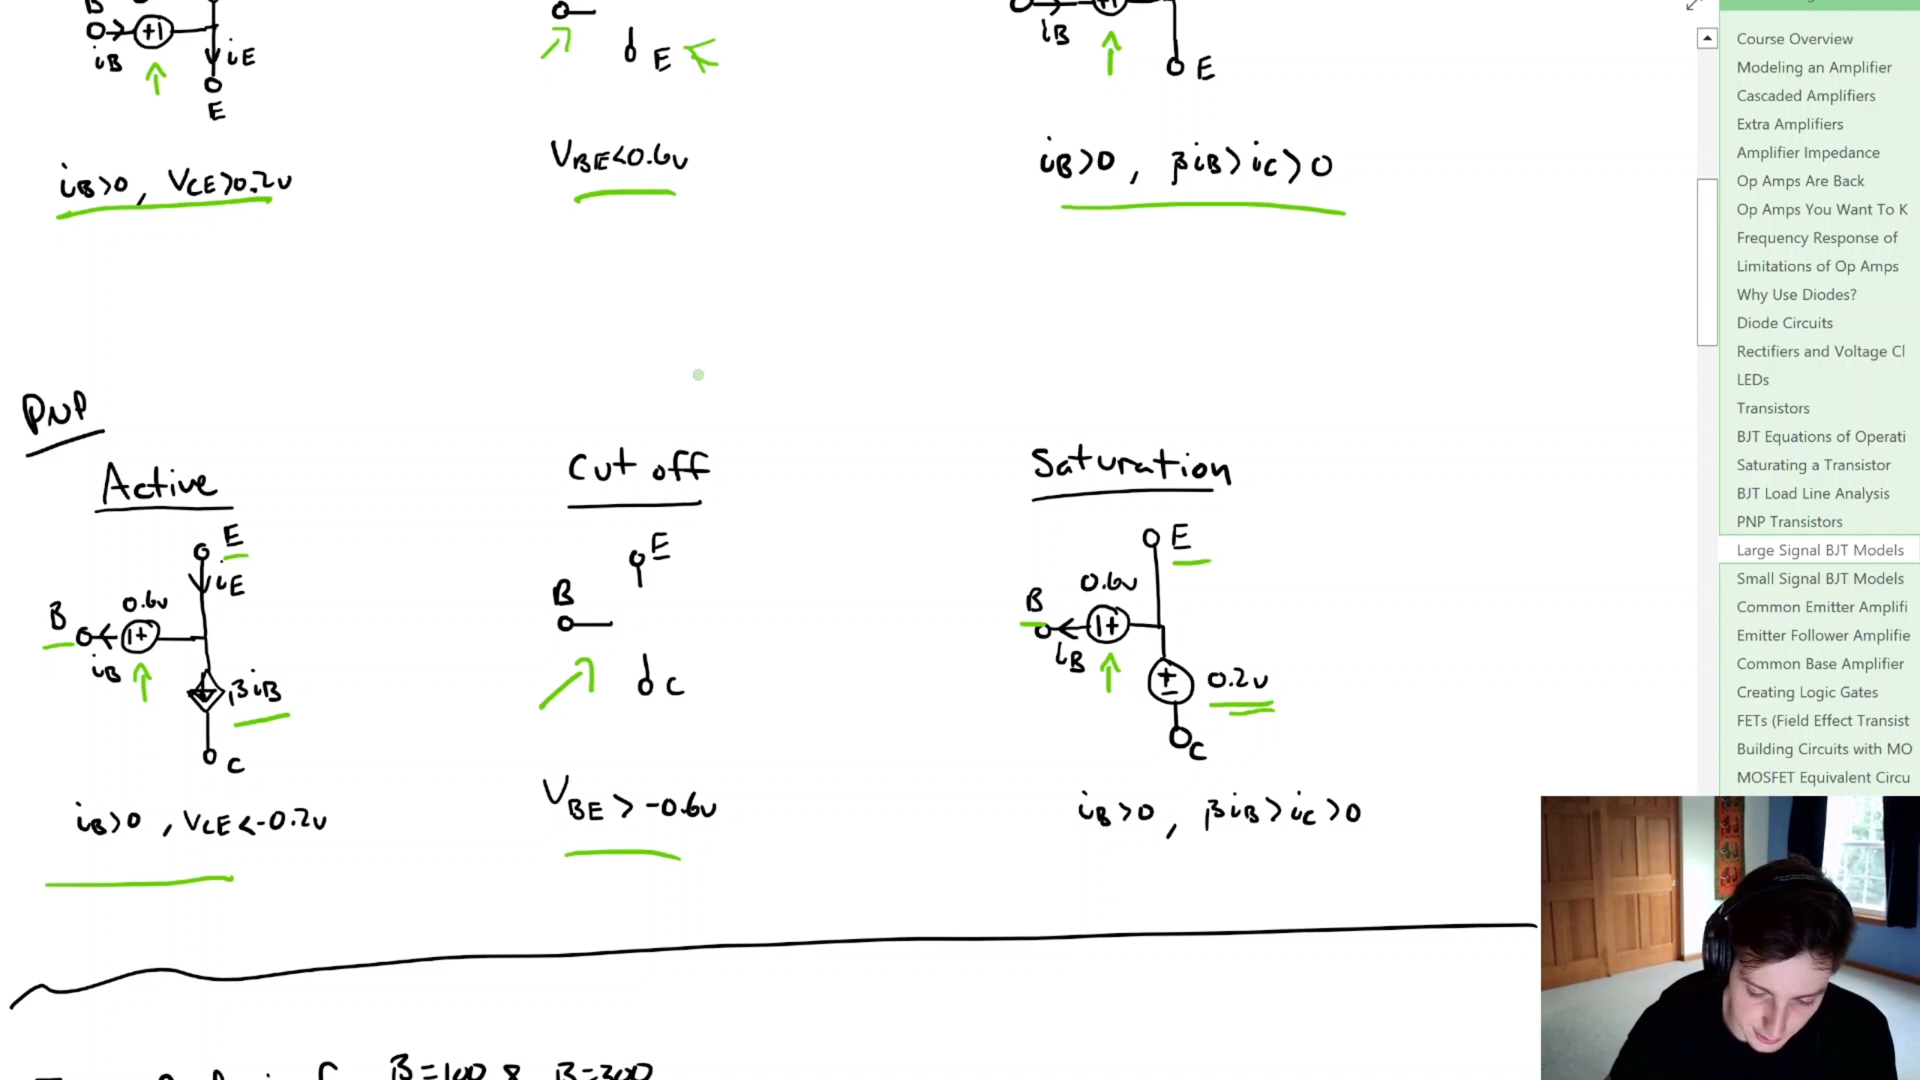 B
+1
iB
iE
E
iB>0, VCE>0.2v
E
VBE<0.6v
iB
+1
E
iB>0, βiB>iC>0
PNP
Active
E
iE
B
0.6v
1+
iB
βiB
C
iB>0, VCE<-0.2v
Cut off
E
B
C
VBE > -0.6v
Saturation
E
0.6v
B
1+
iB
+
-
0.2v
C
iB>0, βiB>iC>0
β=100 & β=300
Course Overview
Modeling an Amplifier
Cascaded Amplifiers
Extra Amplifiers
Amplifier Impedance
Op Amps Are Back
Op Amps You Want To K
Frequency Response of
Limitations of Op Amps
Why Use Diodes?
Diode Circuits
Rectifiers and Voltage Cl
LEDs
Transistors
BJT Equations of Operati
Saturating a Transistor
BJT Load Line Analysis
PNP Transistors
Large Signal BJT Models
Small Signal BJT Models
Common Emitter Amplifi
Emitter Follower Amplifie
Common Base Amplifier
Creating Logic Gates
FETs (Field Effect Transist
Building Circuits with MO
MOSFET Equivalent Circu